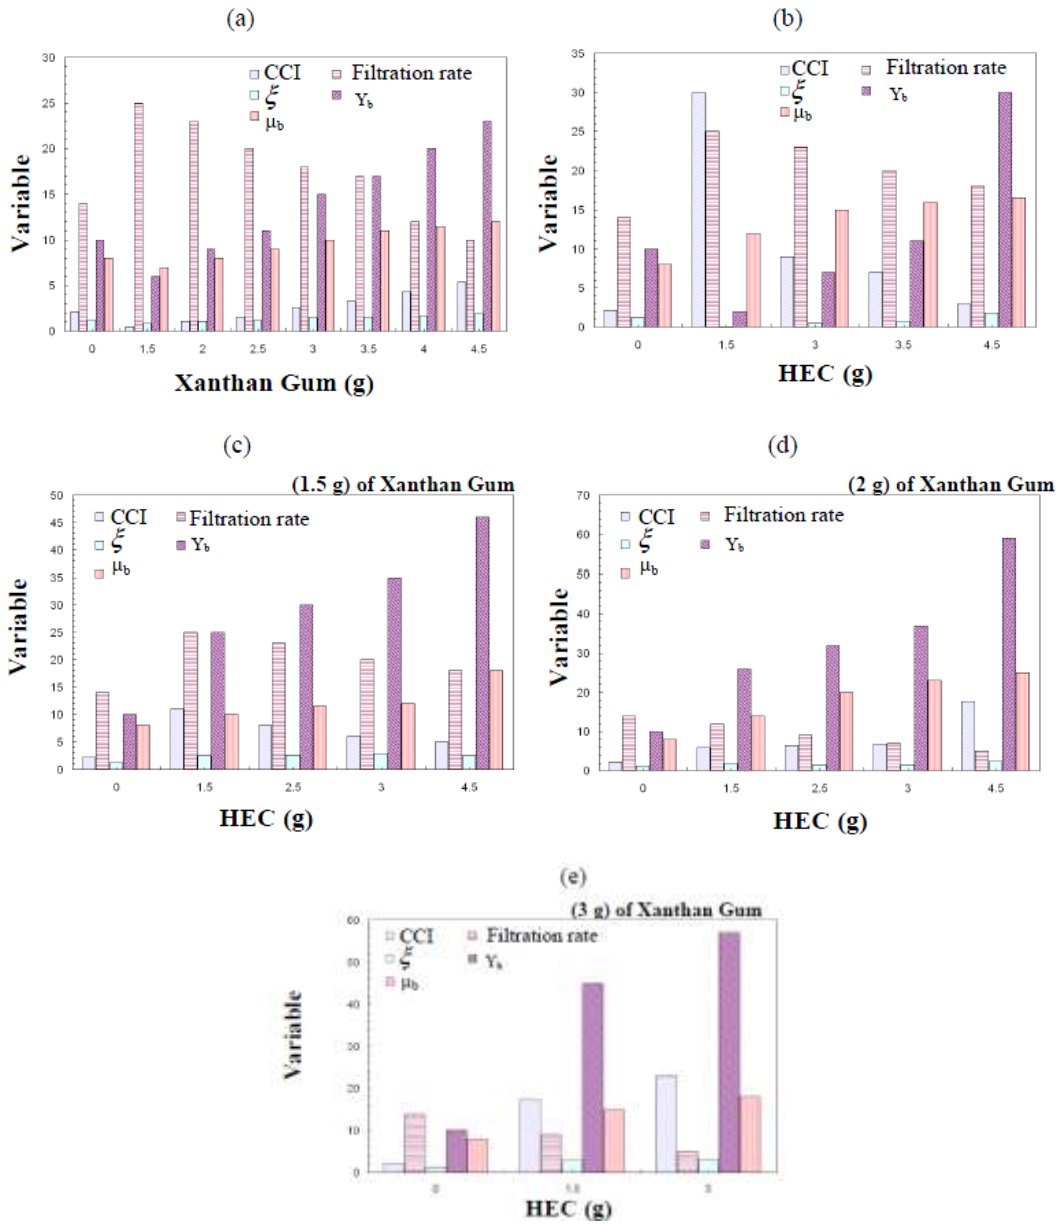 (a)
30
25
20
15
10
5
0
Variable
CCI
Filtration rate
ξ
Yb
μb
0 1.5 2 2.5 3 3.5 4 4.5
Xanthan Gum (g)
(b)
35
30
25
20
15
10
5
0
Variable
CCI
Filtration rate
ξ
Yb
μb
0 1.5 3 3.5 4.5
HEC (g)
(c)
(1.5 g) of Xanthan Gum
50
45
40
35
30
25
20
15
10
5
0
Variable
CCI
Filtration rate
ξ
Yb
μb
0 1.5 2.5 3 4.5
HEC (g)
(d)
(2 g) of Xanthan Gum
70
60
50
40
30
20
10
0
Variable
CCI
Filtration rate
ξ
Yb
μb
0 1.5 2.5 3 4.5
HEC (g)
(e)
(3 g) of Xanthan Gum
60
50
40
30
20
10
0
Variable
CCI
Filtration rate
ξ
Yb
μb
0 1.5 3
HEC (g)